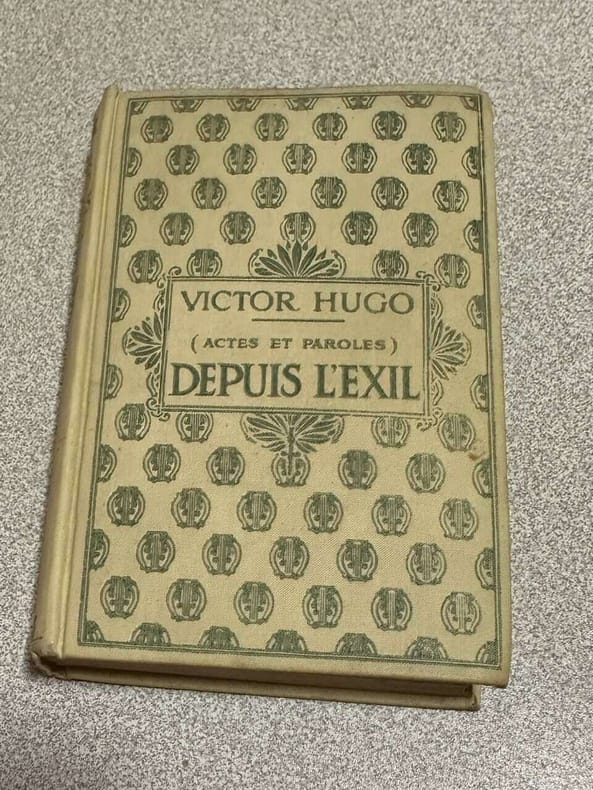 VICTOR HUGO
(ACTES ET PAROLES)
DEPUIS L'EXIL